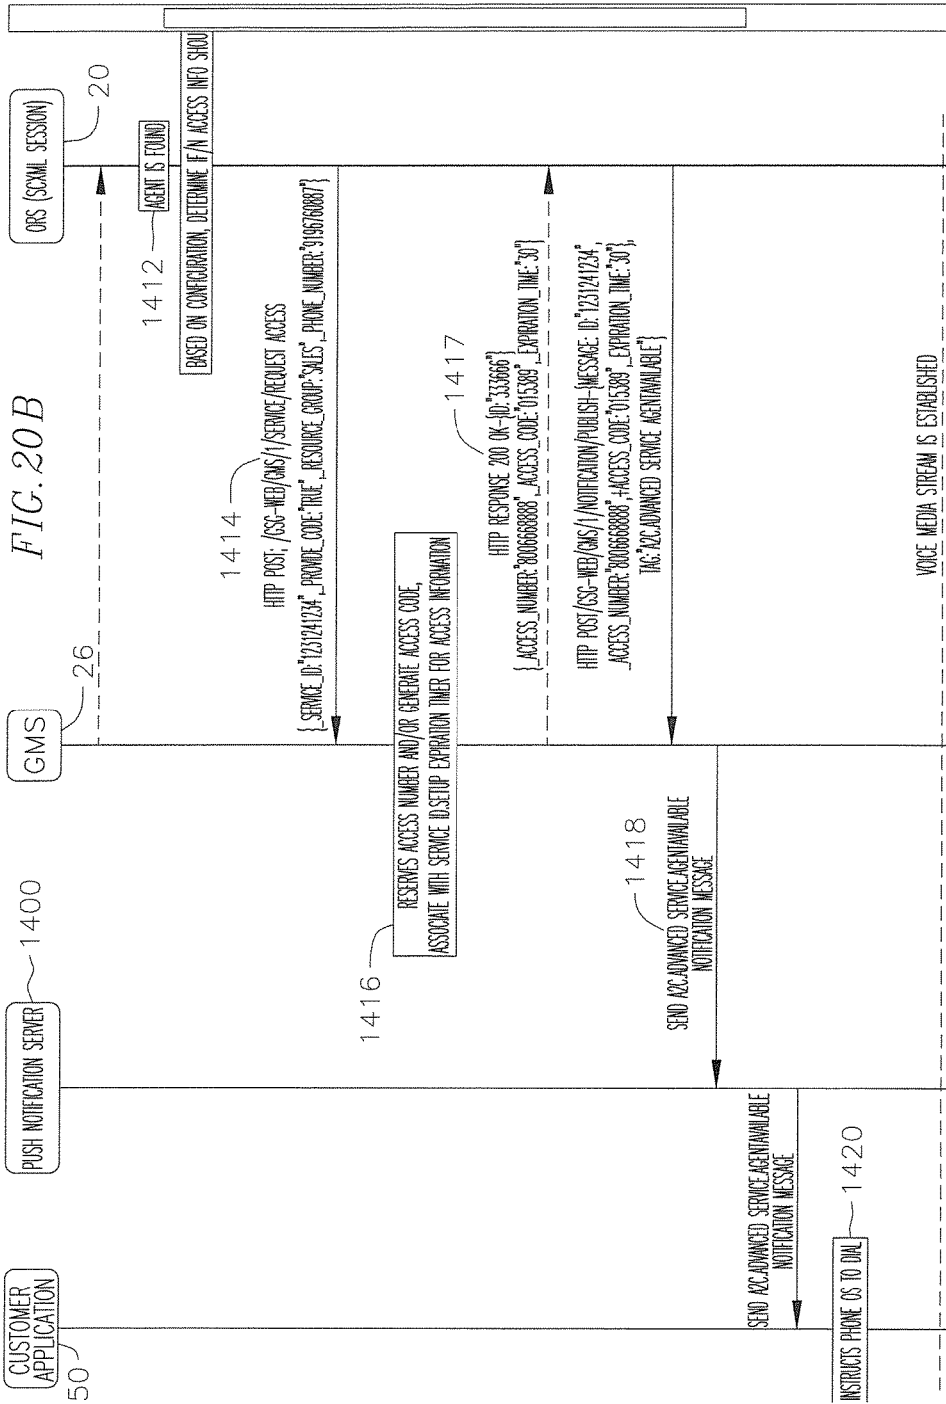 FIG. 20B
CUSTOMER
APPLICATION
50
PUSH NOTIFICATION SERVER
1400
GMS
26
ORS (SCXML SESSION)
20
1412
AGENT IS FOUND
BASED ON CONFIGURATION, DETERMINE IF/N ACCESS INFO SHOU
1414
HTTP POST; /GSG-WEB/GMS/1/SERVICE/REQUEST ACCESS
{_SERVICE_ID:"1231241234",_PROVIDE_CODE:"TRUE",_RESOURCE_GROUP:"SALES",_PHONE_NUMBER:"9196760887"}
1416
RESERVES ACCESS NUMBER AND/OR GENERATE ACCESS CODE,
ASSOCIATE WITH SERVICE ID.SETUP EXPIRATION TIMER FOR ACCESS INFORMATION
1417
HTTP RESPONSE 200 OK-{ID:"333666"}
{_ACCESS_NUMBER:"8006668888",_ACCESS_CODE:"015389",_EXPIRATION_TIME:"30"}
HTTP POST/GSG-WEB/GMS/1/NOTIFICATION/PUBLISH-{MESSAGE: ID:"1231241234",
_ACCESS_NUMBER:"8006668888",+ACCESS_CODE:"015389",_EXPIRATION_TIME:"30"},
TAG:"A2C.ADVANCED SERVICE AGENTAVAILABLE"}
1418
SEND A2C.ADVANCED SERVICE.AGENTAVAILABLE
NOTIFICATION MESSAGE
SEND A2C.ADVANCED SERVICE.AGENTAVAILABLE
NOTIFICATION MESSAGE
INSTRUCTS PHONE OS TO DIAL
1420
VOICE MEDIA STREAM IS ESTABLISHED